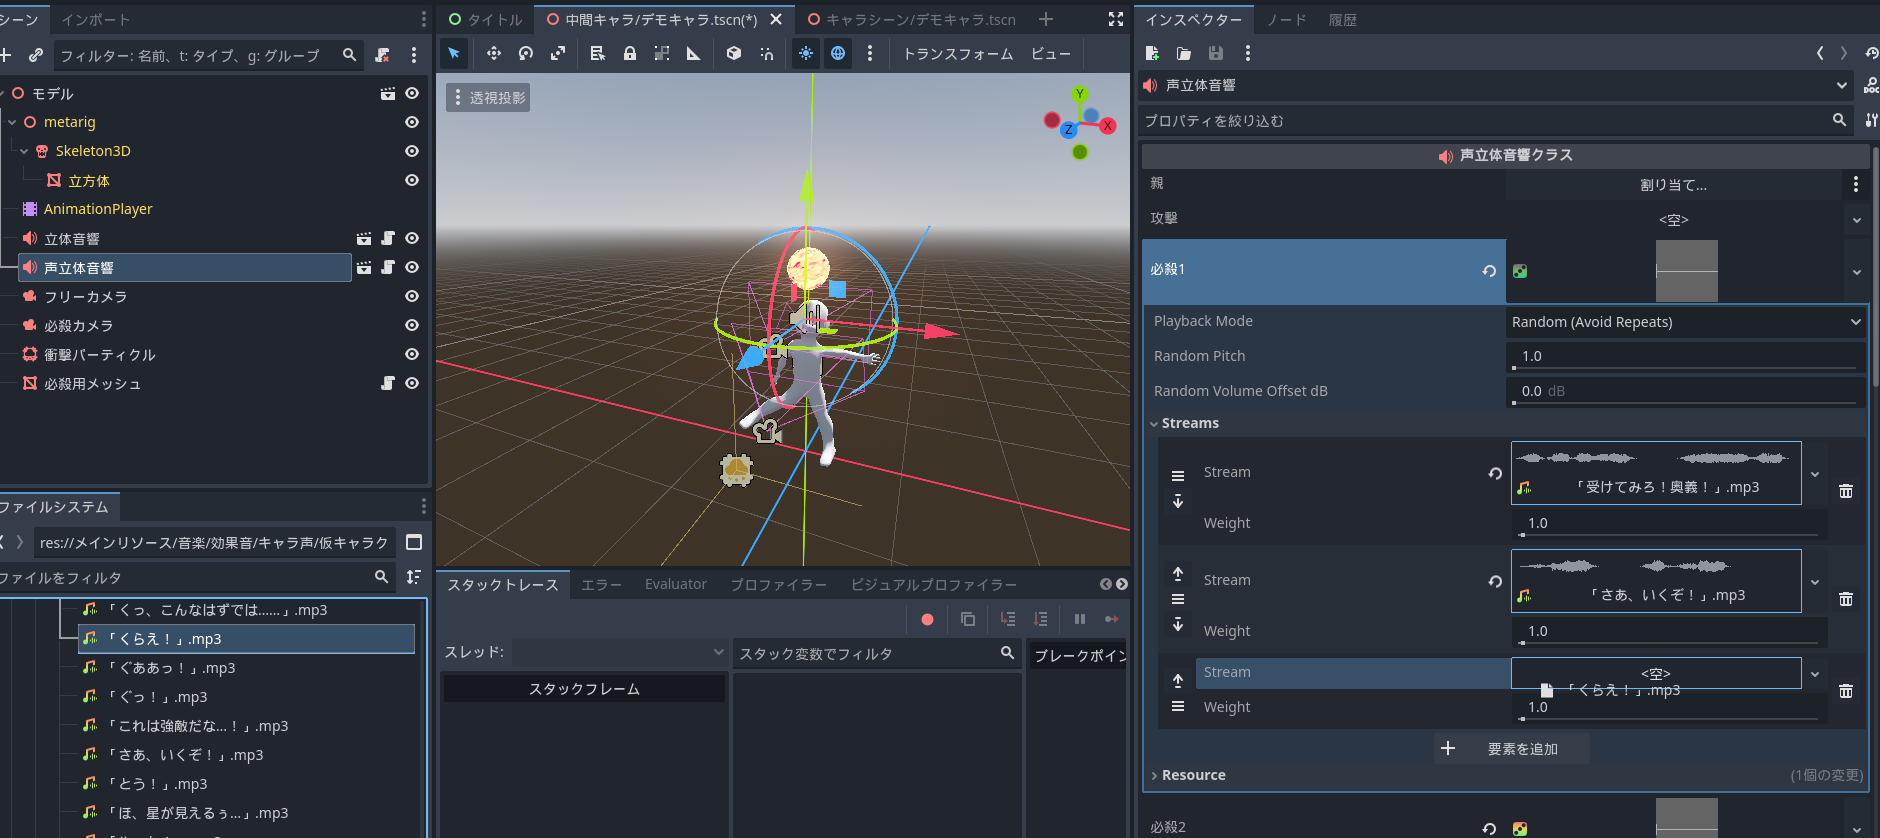 シーン
インポート
フィルター: 名前、t: タイプ、g: グループ
モデル
metarig
Skeleton3D
立方体
AnimationPlayer
立体音響
声立体音響
フリーカメラ
必殺カメラ
衝撃パーティクル
必殺用メッシュ
ファイルシステム
res://メインリソース/音楽/効果音/キャラ声/仮キャラク
ファイルをフィルタ
「くっ、こんなはずでは……」.mp3
「くらえ！」.mp3
「ぐああっ！」.mp3
「ぐっ！」.mp3
「これは強敵だな…！」.mp3
「さあ、いくぞ！」.mp3
「とう！」.mp3
「ほ、星が見えるぅ…」.mp3
タイトル
中間キャラ/デモキャラ.tscn(*)
キャラシーン/デモキャラ.tscn
トランスフォーム
ビュー
透視投影
Y
X
Z
スタックトレース
エラー
Evaluator
プロファイラー
ビジュアルプロファイラー
スレッド:
スタック変数でフィルタ
ブレークポイン
スタックフレーム
インスペクター
ノード
履歴
声立体音響
DOC
プロパティを絞り込む
声立体音響クラス
親
割り当て...
攻撃
<空>
必殺1
Playback Mode
Random (Avoid Repeats)
Random Pitch
1.0
Random Volume Offset dB
0.0 dB
Streams
Stream
「受けてみろ！奥義！」.mp3
Weight
1.0
Stream
「さあ、いくぞ！」.mp3
Weight
1.0
Stream
<空>
「くらえ！」.mp3
Weight
1.0
要素を追加
Resource
(1個の変更)
必殺2